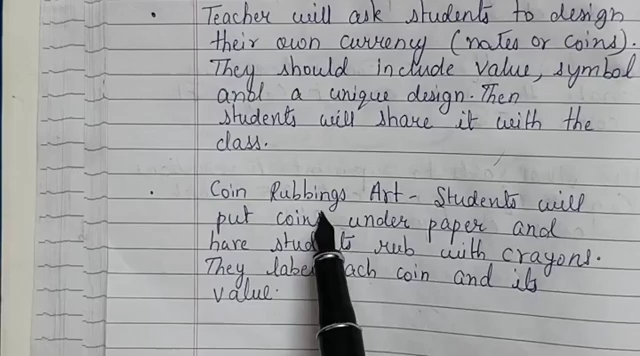 • Teacher will ask students to design
their own currency (notes or coins).
They should include value, symbol
and a unique design. Then
students will share it with the
class.
• Coin Rubbings Art - Students will
put coins under paper and
have to rub with crayons.
They each coin and its
value.